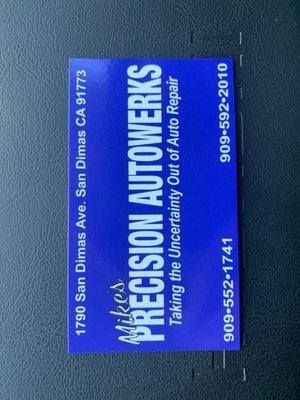 1790 San Dimas Ave. San Dimas CA 91773
Mike's
PRECISION AUTOWERKS
Taking the Uncertainty Out of Auto Repair
909•552•1741 909•592•2010